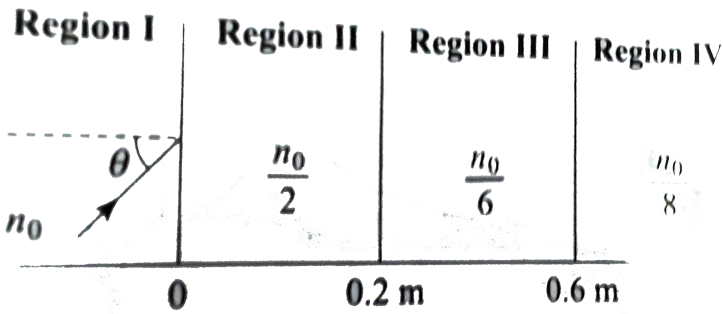 Region I Region II Region III Region IV
θ
n₀
n₀/2
n₀/6
n₀/8
0 0.2 m 0.6 m